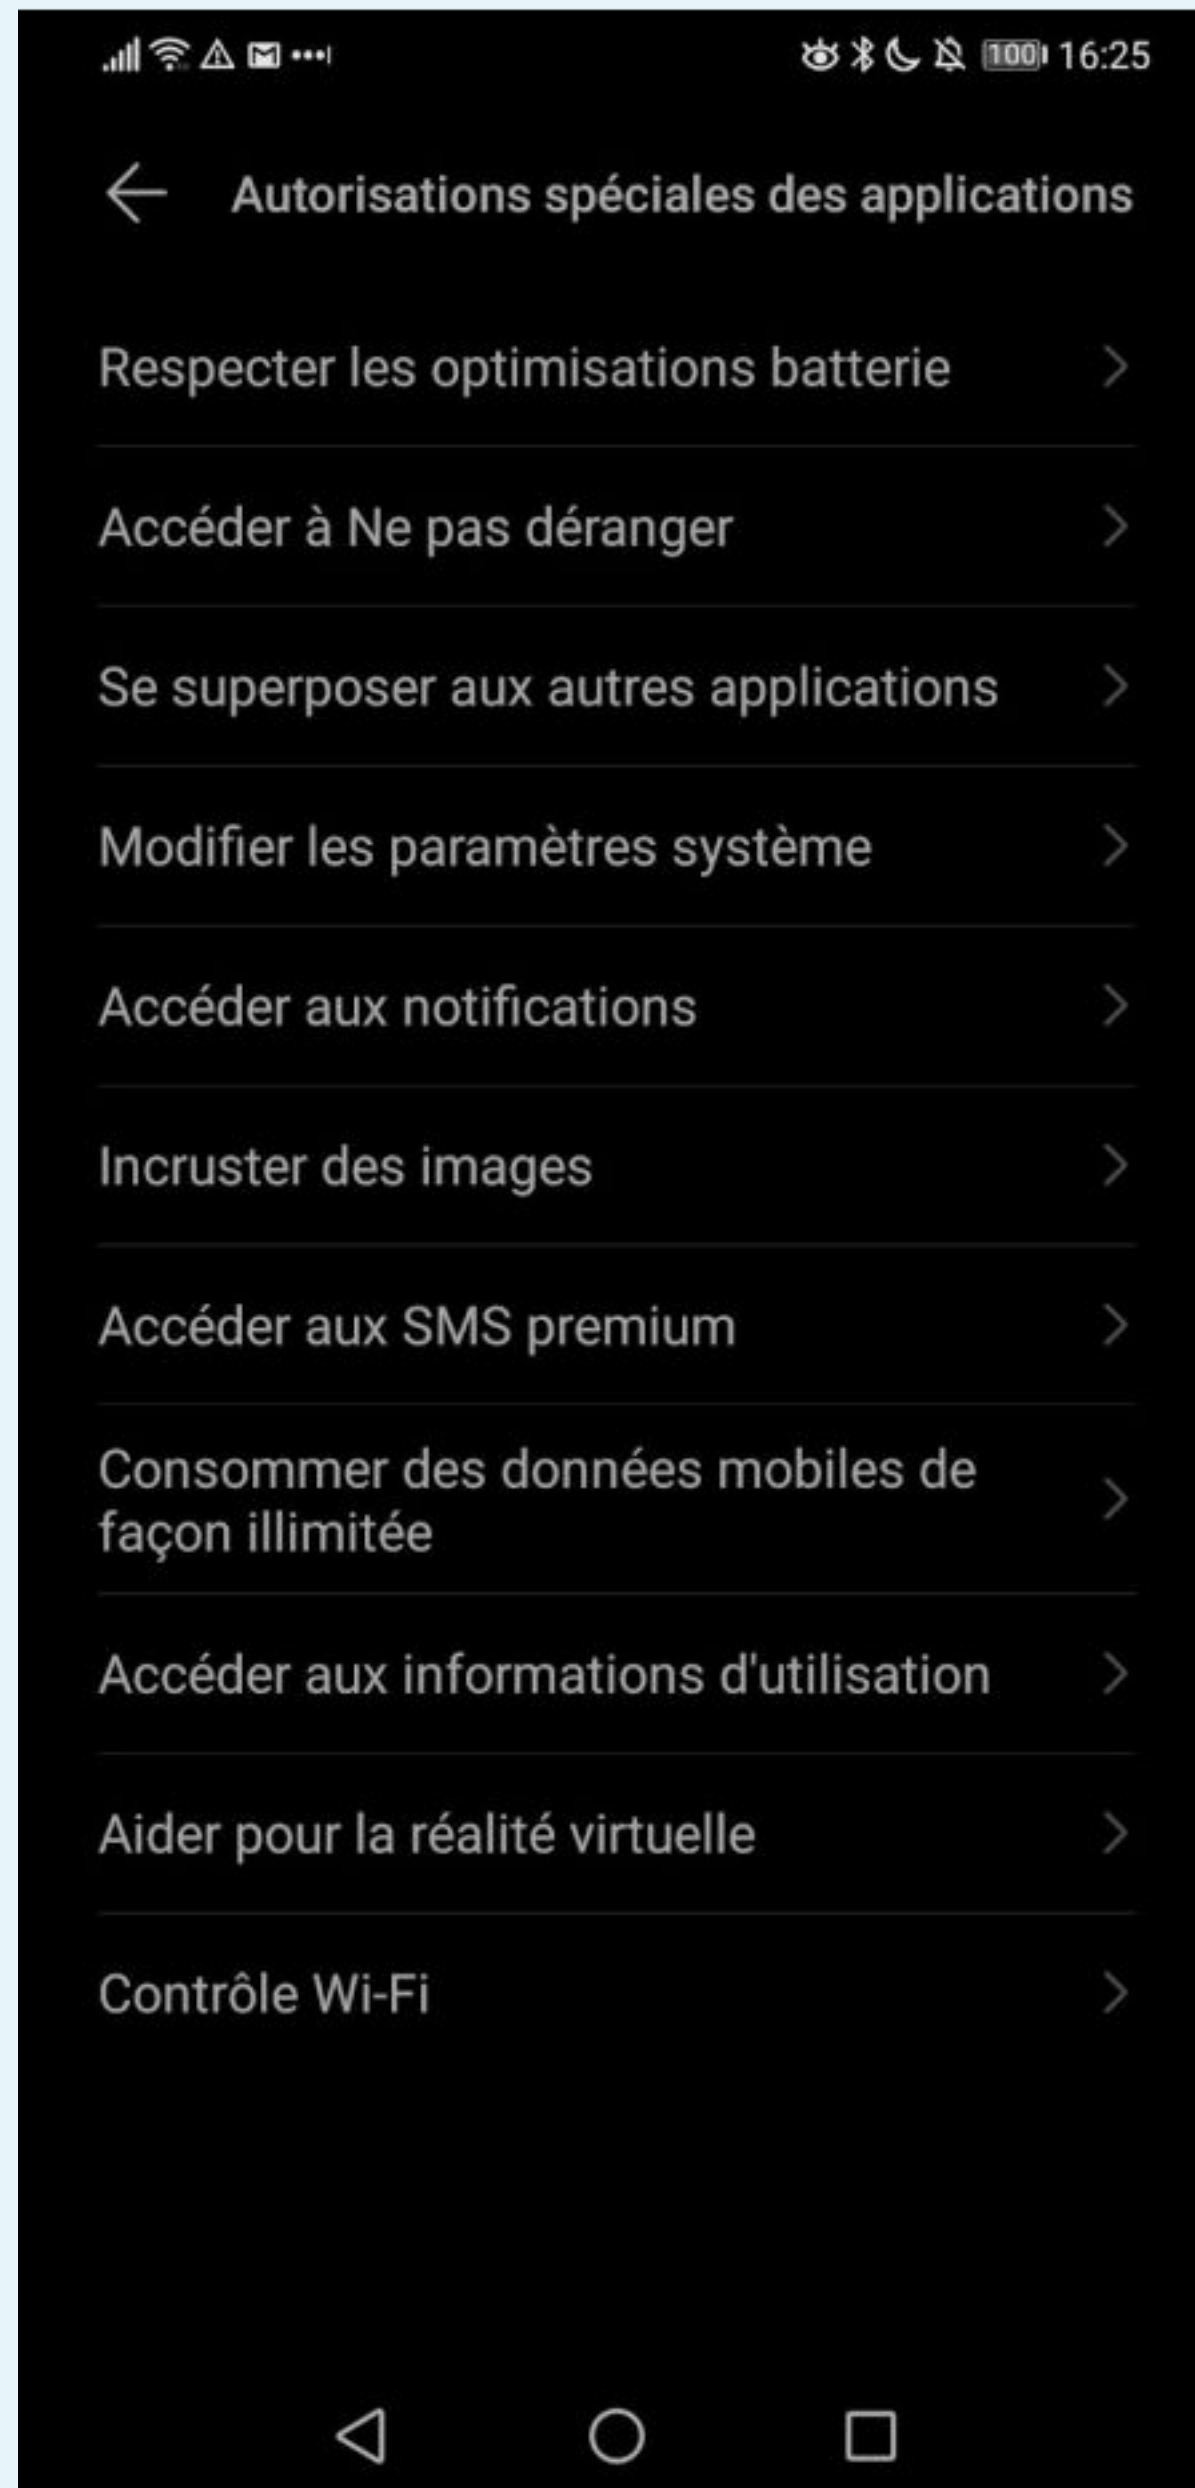 100 16:25
Autorisations spéciales des applications
Respecter les optimisations batterie
Accéder à Ne pas déranger
Se superposer aux autres applications
Modifier les paramètres système
Accéder aux notifications
Incruster des images
Accéder aux SMS premium
Consommer des données mobiles de
façon illimitée
Accéder aux informations d'utilisation
Aider pour la réalité virtuelle
Contrôle Wi-Fi